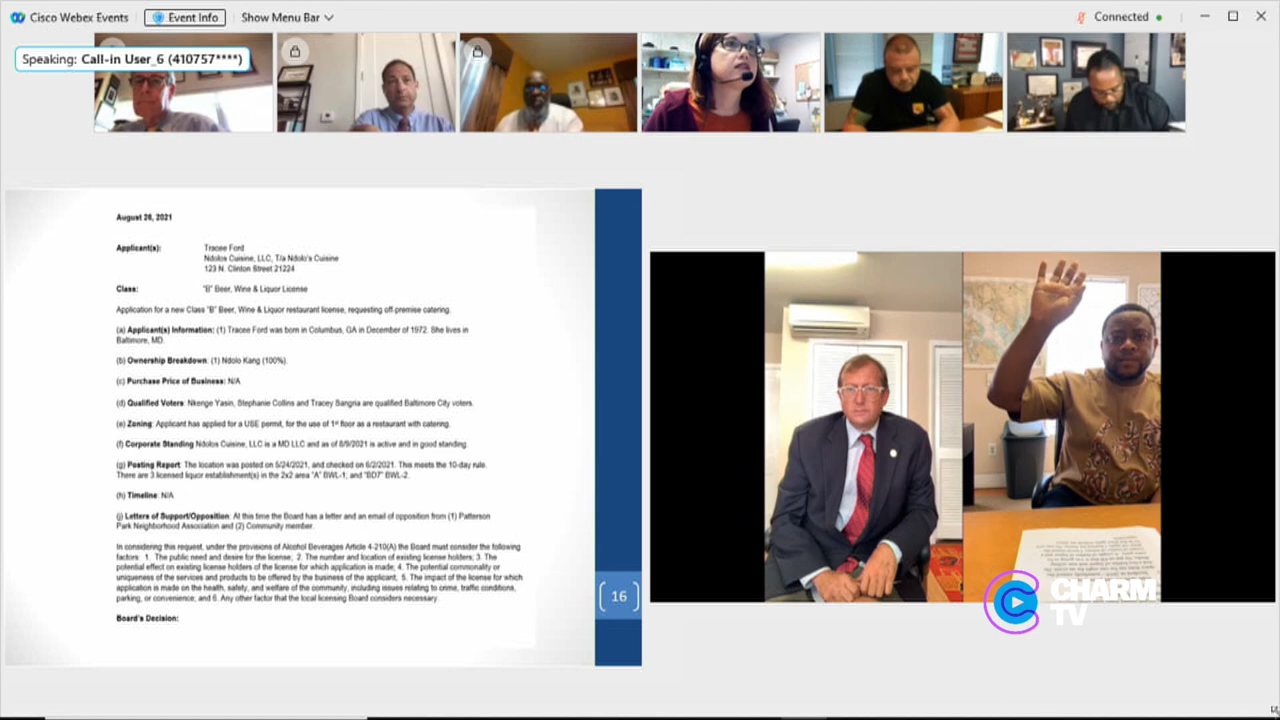 Cisco Webex Events
Event Info
Show Menu Bar
Connected
Speaking: Call-in User_6 (410757****)
August 26, 2021
Applicant(s): Tracee Ford
Ndolos Cuisine, LLC, T/a Ndolo's Cuisine
123 N. Clinton Street 21224
Class: "B" Beer, Wine & Liquor License
Application for a new Class "B" Beer, Wine & Liquor restaurant license, requesting off-premise catering.
(a) Applicant(s) Information: (1) Tracee Ford was born in Columbus, GA in December of 1972. She lives in
Baltimore, MD.
(b) Ownership Breakdown: (1) Ndolo Kang (100%).
(c) Purchase Price of Business: N/A
(d) Qualified Voters: Nkenge Yasin, Stephanie Collins and Tracey Sangria are qualified Baltimore City voters.
(e) Zoning: Applicant has applied for a USE permit, for the use of 1st floor as a restaurant with catering.
(f) Corporate Standing Ndolos Cuisine, LLC is a MD LLC and as of 8/9/2021 is active and in good standing.
(g) Posting Report: The location was posted on 5/24/2021, and checked on 6/2/2021. This meets the 10-day rule.
There are 3 licensed liquor establishment(s) in the 2x2 area "A" BWL-1; and "BD7" BWL-2.
(h) Timeline: N/A
(j) Letters of Support/Opposition: At this time the Board has a letter and an email of opposition from (1) Patterson
Park Neighborhood Association and (2) Community member.
In considering this request, under the provisions of Alcohol Beverages Article 4-210(A) the Board must consider the following
factors: 1. The public need and desire for the license; 2. The number and location of existing license holders; 3. The
potential effect on existing license holders of the license for which application is made; 4. The potential commonality or
uniqueness of the services and products to be offered by the business of the applicant; 5. The impact of the license for which
application is made on the health, safety, and welfare of the community, including issues relating to crime, traffic conditions,
parking, or convenience; and 6. Any other factor that the local licensing Board considers necessary.
Board's Decision:
16
CHARM
TV